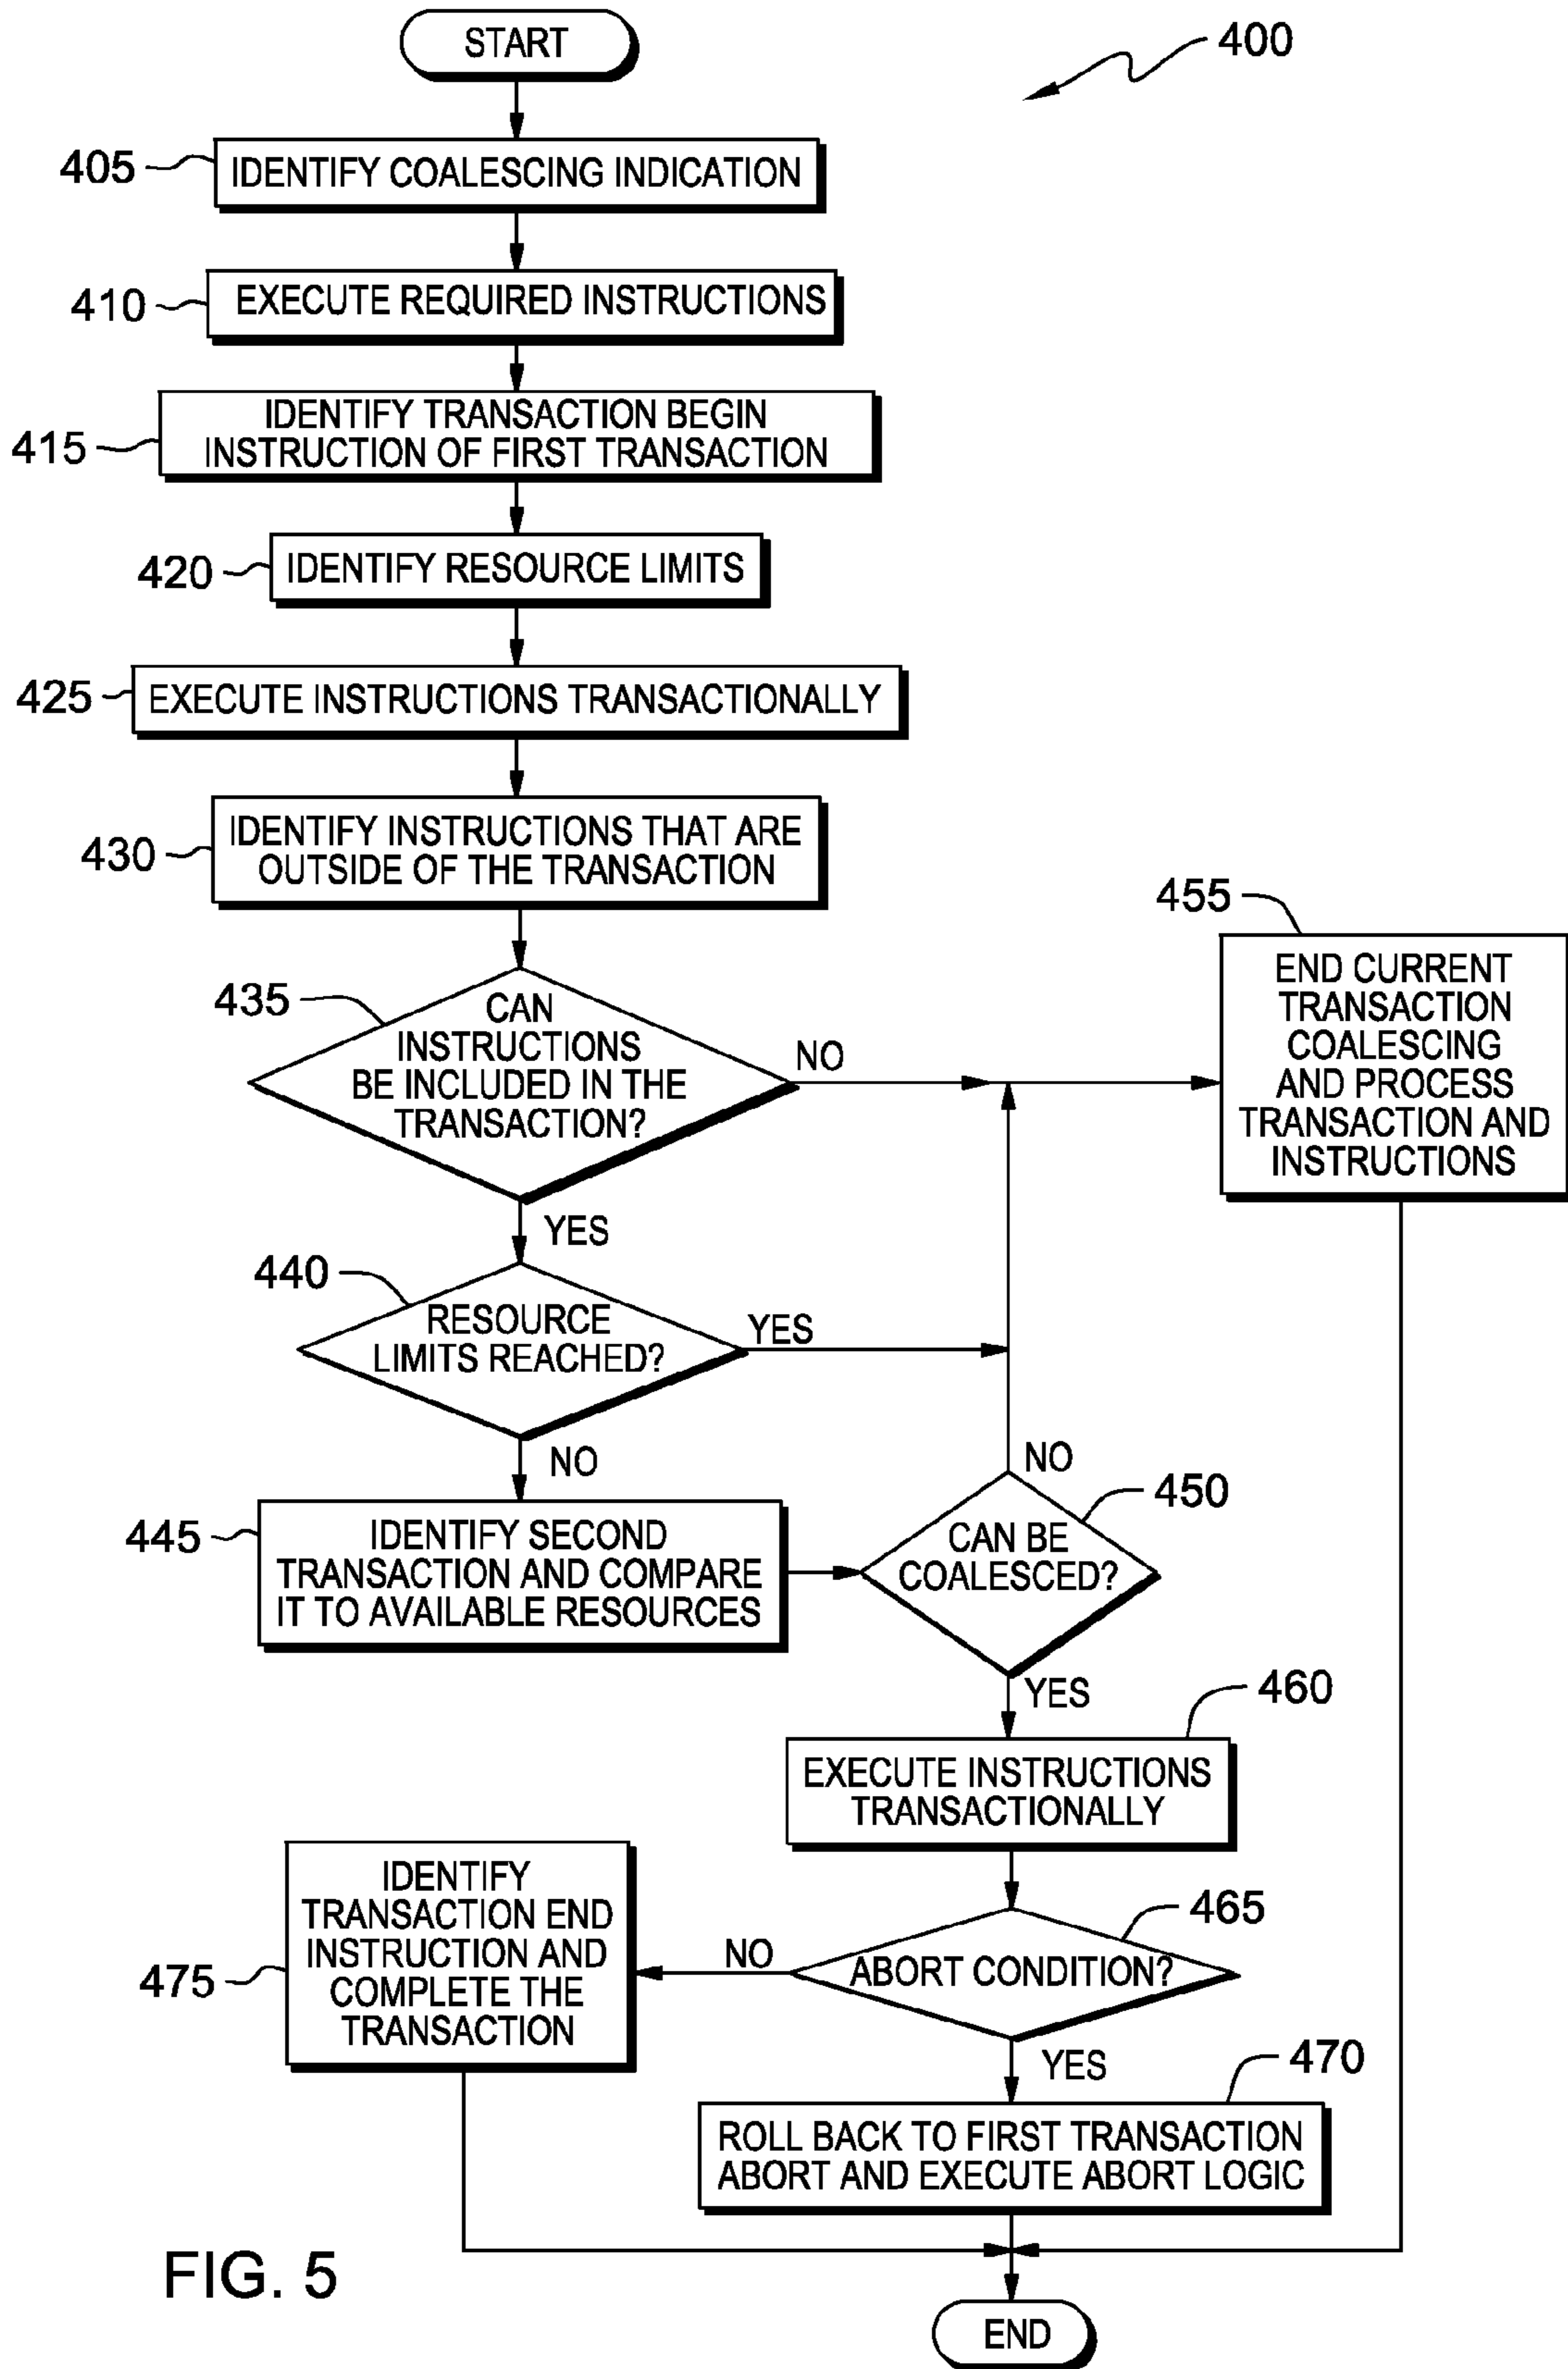 START
400
405
IDENTIFY COALESCING INDICATION
410
EXECUTE REQUIRED INSTRUCTIONS
415
IDENTIFY TRANSACTION BEGIN
INSTRUCTION OF FIRST TRANSACTION
420
IDENTIFY RESOURCE LIMITS
425
EXECUTE INSTRUCTIONS TRANSACTIONALLY
430
IDENTIFY INSTRUCTIONS THAT ARE
OUTSIDE OF THE TRANSACTION
435
CAN
INSTRUCTIONS
BE INCLUDED IN THE
TRANSACTION?
NO
YES
455
END CURRENT
TRANSACTION
COALESCING
AND PROCESS
TRANSACTION AND
INSTRUCTIONS
440
RESOURCE
LIMITS REACHED?
YES
NO
445
IDENTIFY SECOND
TRANSACTION AND COMPARE
IT TO AVAILABLE RESOURCES
NO
450
CAN BE
COALESCED?
YES
460
EXECUTE INSTRUCTIONS
TRANSACTIONALLY
465
ABORT CONDITION?
NO
YES
475
IDENTIFY
TRANSACTION END
INSTRUCTION AND
COMPLETE THE
TRANSACTION
470
ROLL BACK TO FIRST TRANSACTION
ABORT AND EXECUTE ABORT LOGIC
FIG. 5
END